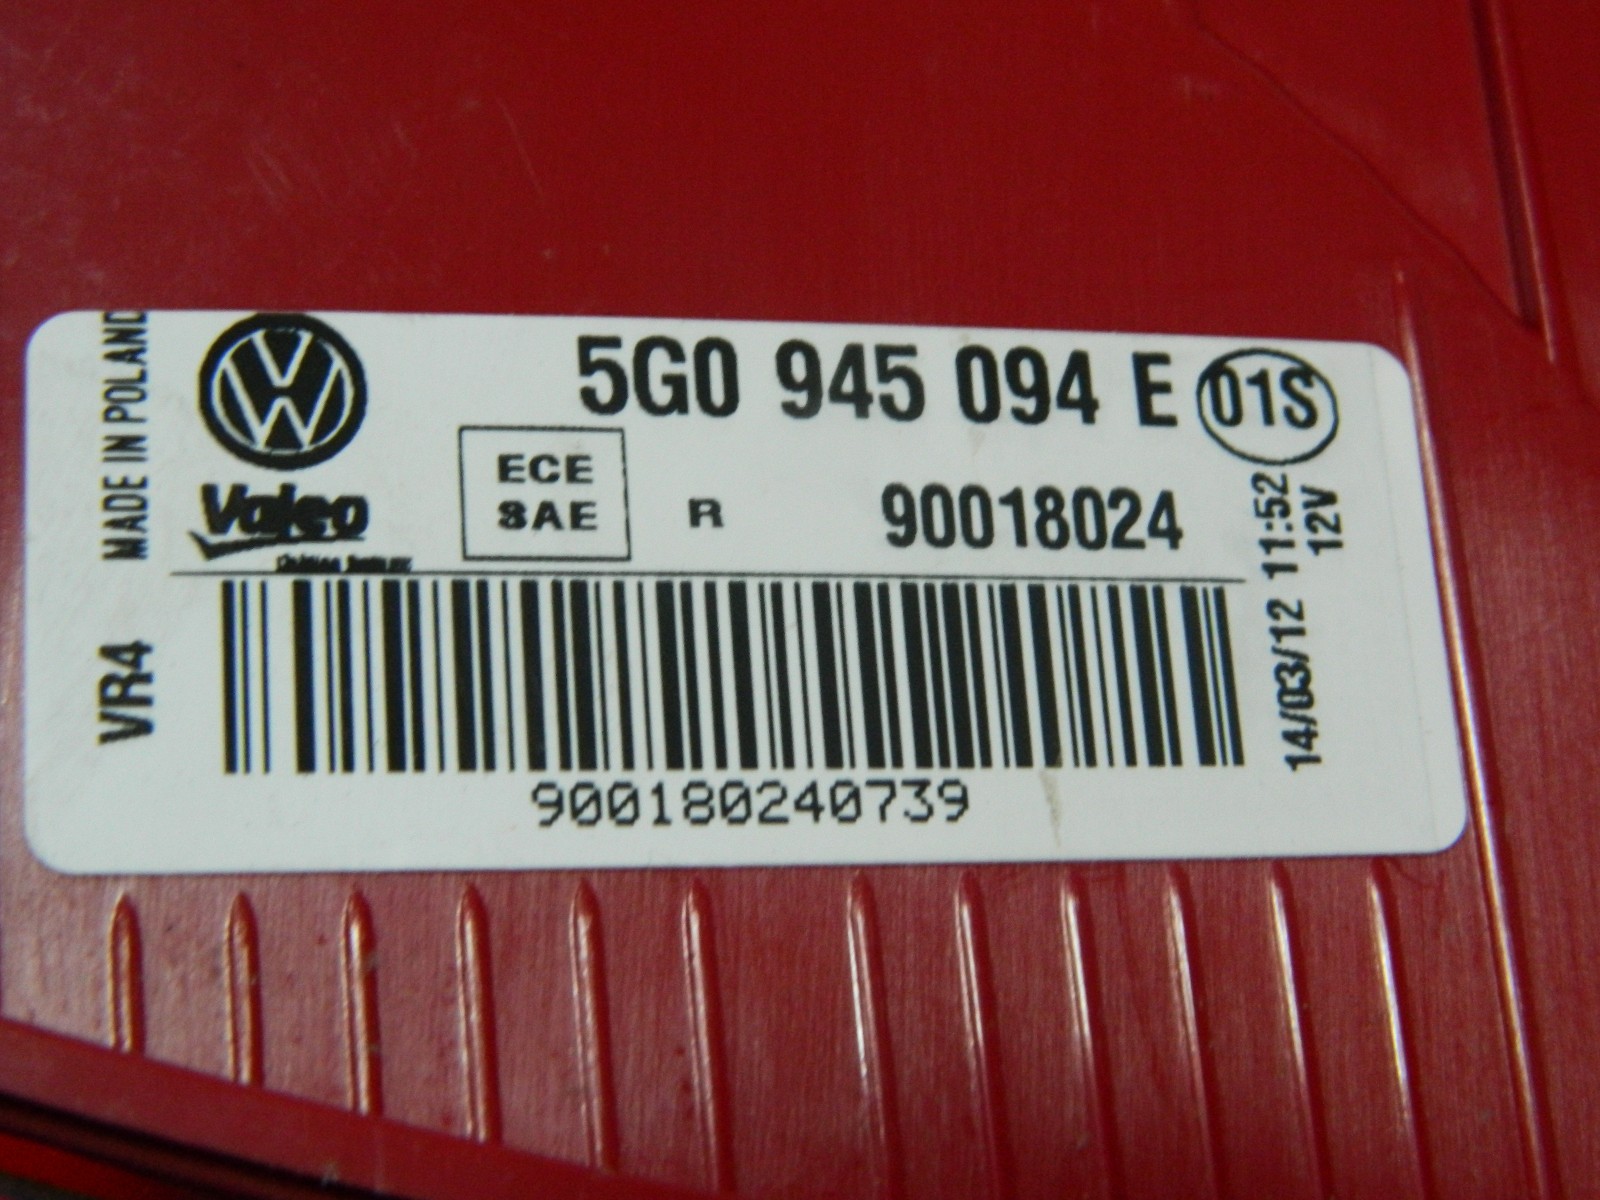 MADE IN POLAND
VR4
5G0 945 094 E 01S
Valeo
ECE
SAE
R
90018024
14/03/12 11:52
12V
900180240739